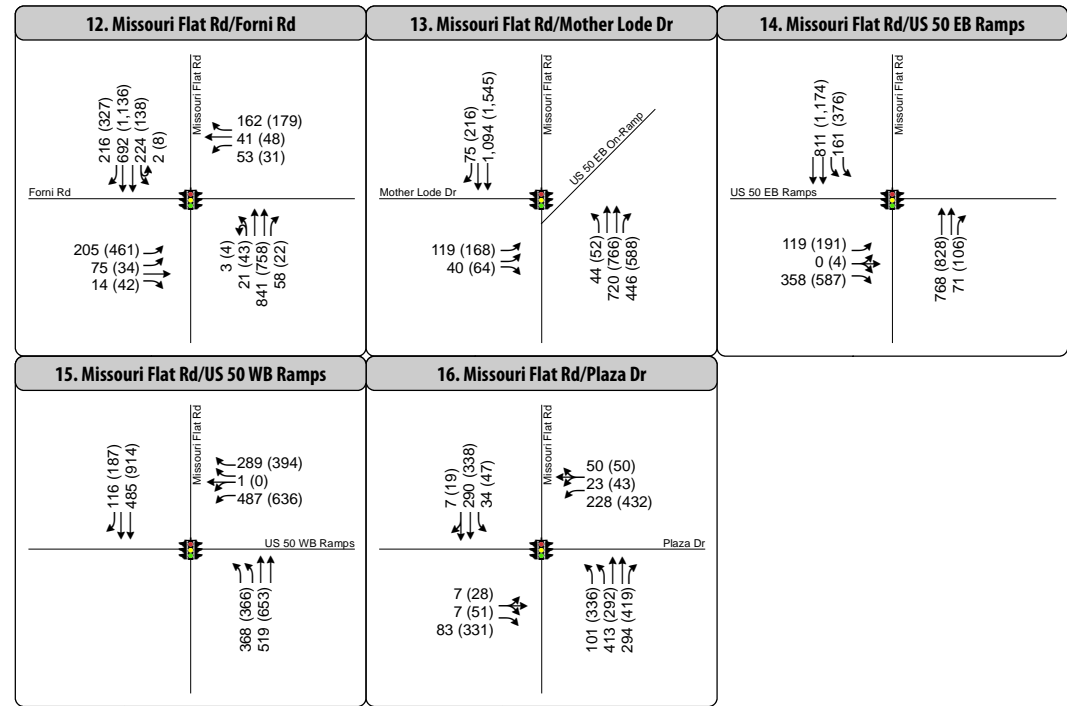 12. Missouri Flat Rd/Forni Rd
216 (327)
692 (1,136)
224 (138)
2 (8)
Missouri Flat Rd
162 (179)
41 (48)
53 (31)
Forni Rd
205 (461)
75 (34)
14 (42)
3 (4)
21 (43)
841 (758)
58 (22)
13. Missouri Flat Rd/Mother Lode Dr
75 (216)
1,094 (1,545)
Missouri Flat Rd
US 50 EB On-Ramp
Mother Lode Dr
119 (168)
40 (64)
44 (52)
720 (766)
446 (588)
14. Missouri Flat Rd/US 50 EB Ramps
811 (1,174)
161 (376)
Missouri Flat Rd
US 50 EB Ramps
119 (191)
0 (4)
358 (587)
768 (828)
71 (106)
15. Missouri Flat Rd/US 50 WB Ramps
116 (187)
485 (914)
Missouri Flat Rd
289 (394)
1 (0)
487 (636)
US 50 WB Ramps
368 (366)
519 (653)
16. Missouri Flat Rd/Plaza Dr
7 (19)
290 (338)
34 (47)
Missouri Flat Rd
50 (50)
23 (43)
228 (432)
Plaza Dr
7 (28)
7 (51)
83 (331)
101 (336)
413 (292)
294 (419)